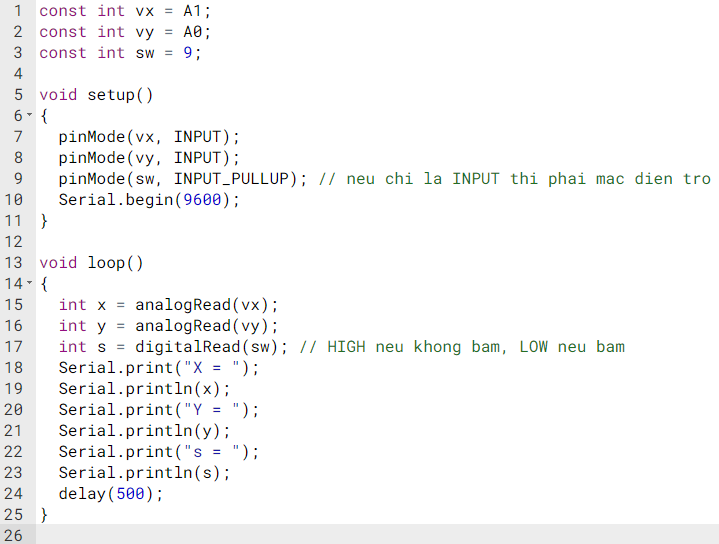 1 const int vx = A1;
2 const int vy = A0;
3 const int sw = 9;
4
5 void setup()
6 {
7   pinMode(vx, INPUT);
8   pinMode(vy, INPUT);
9   pinMode(sw, INPUT_PULLUP); // neu chi la INPUT thi phai mac dien tro
10   Serial.begin(9600);
11 }
12
13 void loop()
14 {
15   int x = analogRead(vx);
16   int y = analogRead(vy);
17   int s = digitalRead(sw); // HIGH neu khong bam, LOW neu bam
18   Serial.print("X = ");
19   Serial.println(x);
20   Serial.print("Y = ");
21   Serial.println(y);
22   Serial.print("s = ");
23   Serial.println(s);
24   delay(500);
25 }
26